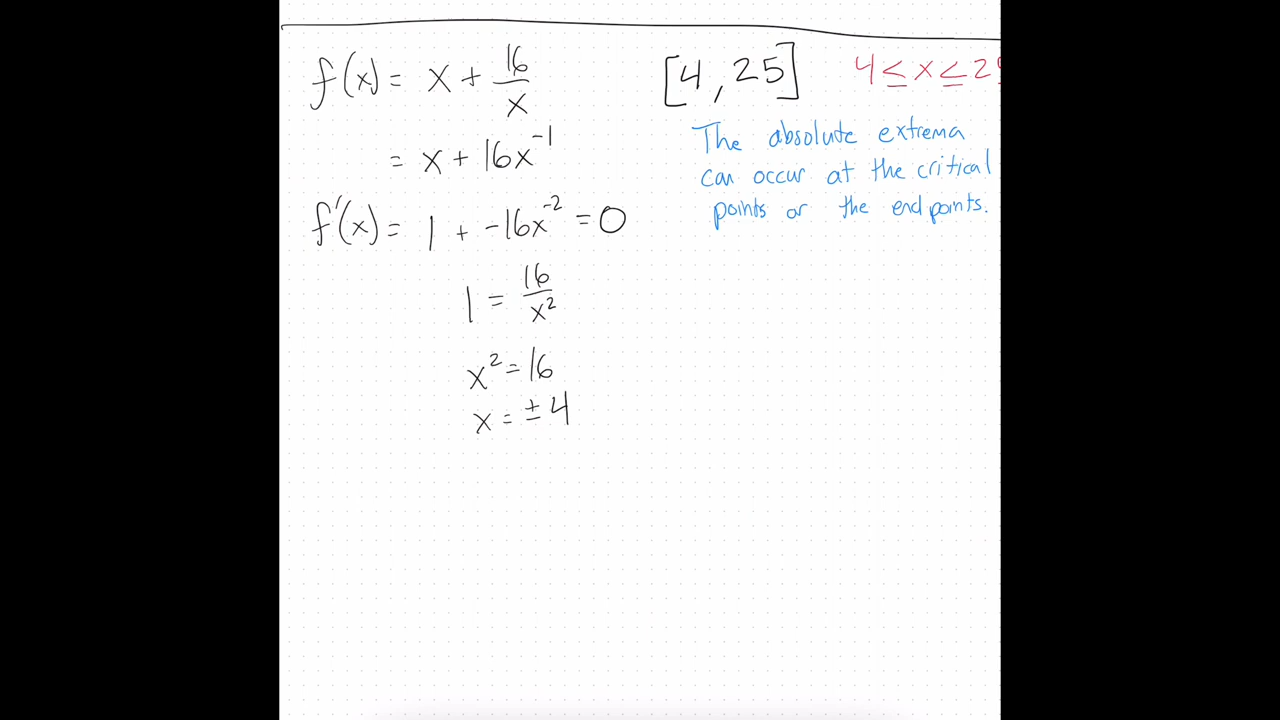 f(x) = x + 16/x
= x + 16x⁻¹
f'(x) = 1 + -16x⁻² = 0
1 = 16/x²
x² = 16
x = ± 4
[4, 25] 4 ≤ x ≤ 2
The absolute extrema
can occur at the critical
points or the endpoints.